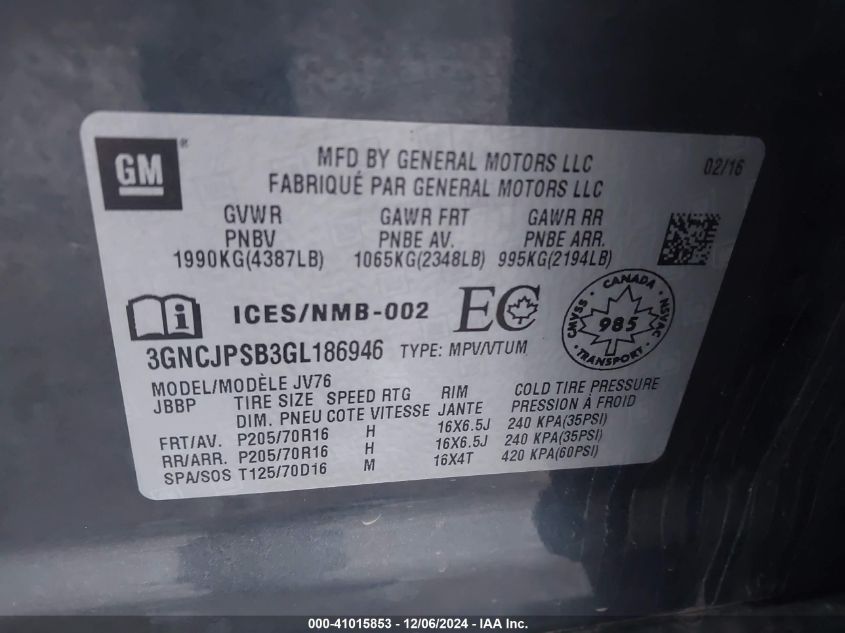 GM
MFD BY GENERAL MOTORS LLC
02/16
FABRIQUÉ PAR GENERAL MOTORS LLC
GVWR GAWR FRT GAWR RR
PNBV PNBE AV. PNBE ARR.
1990KG(4387LB) 1065KG(2348LB) 995KG(2194LB)
i ICES/NMB-002 EC
CANADA NSVAC TRANSPORT CMVSS
985
3GNCJPSB3GL186946 TYPE: MPV/VTUM
MODEL/MODÈLE JV76
JBBP TIRE SIZE SPEED RTG RIM COLD TIRE PRESSURE
DIM. PNEU COTE VITESSE JANTE PRESSION À FROID
FRT/AV. P205/70R16 H 16X6.5J 240 KPA(35PSI)
RR/ARR. P205/70R16 H 16X6.5J 240 KPA(35PSI)
SPA/SOS T125/70D16 M 16X4T 420 KPA(60PSI)
000-41015853 - 12/06/2024 - IAA Inc.